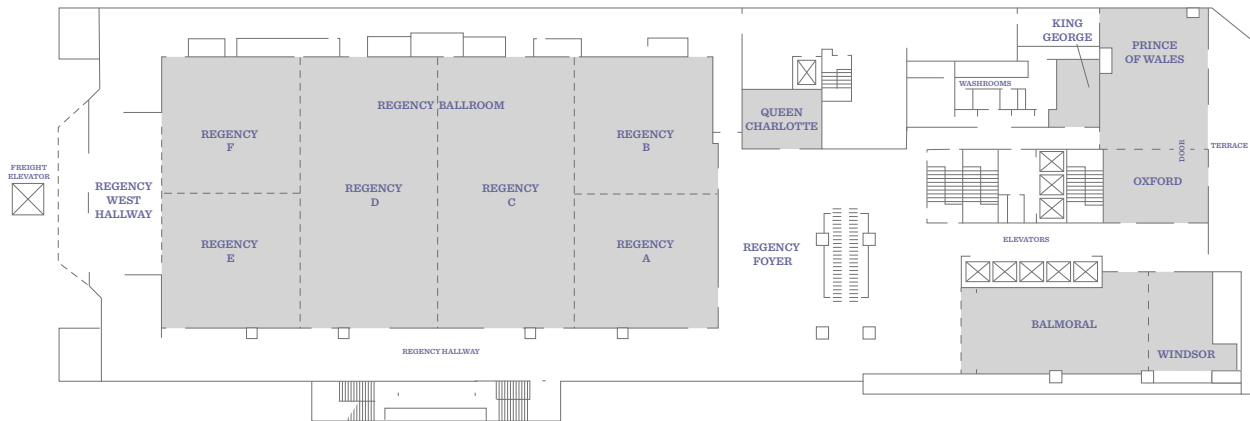 KING
GEORGE
PRINCE
OF WALES
REGENCY BALLROOM
WASHROOMS
QUEEN
CHARLOTTE
REGENCY
F
REGENCY
B
DOOR
TERRACE
FREIGHT
ELEVATOR
REGENCY
WEST
HALLWAY
REGENCY
D
REGENCY
C
OXFORD
REGENCY
E
REGENCY
A
REGENCY
FOYER
ELEVATORS
BALMORAL
REGENCY HALLWAY
WINDSOR